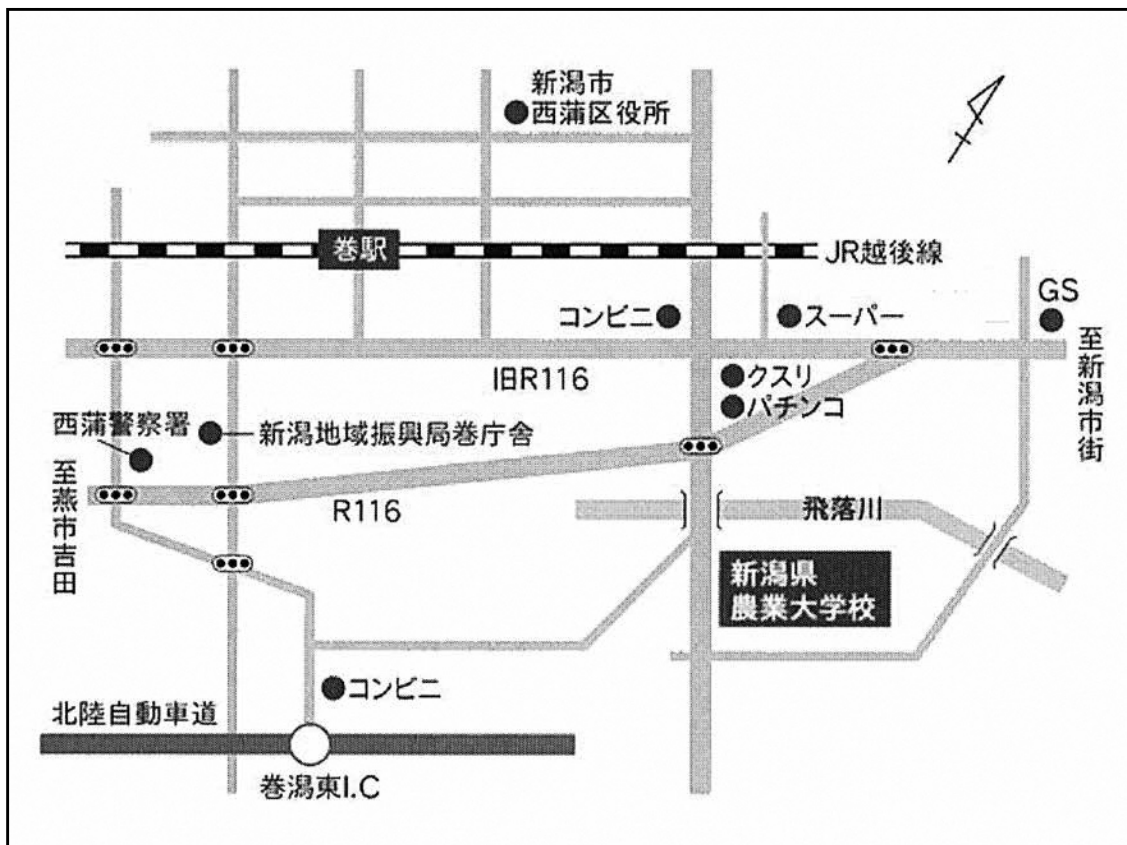 新潟市
西蒲区役所
巻駅
JR越後線
GS
コンビニ
スーパー
至新潟市街
旧R116
クスリ
パチンコ
西蒲警察署
新潟地域振興局巻庁舎
至燕市吉田
R116
飛落川
新潟県
農業大学校
コンビニ
北陸自動車道
巻潟東I.C